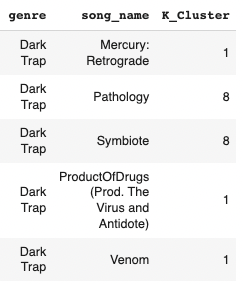 genre song_name K_Cluster
Dark Mercury:
Trap Retrograde 1
Dark
Trap Pathology 8
Dark
Trap Symbiote 8
ProductOfDrugs
Dark (Prod. The
Trap Virus and 1
Antidote)
Dark
Trap Venom 1